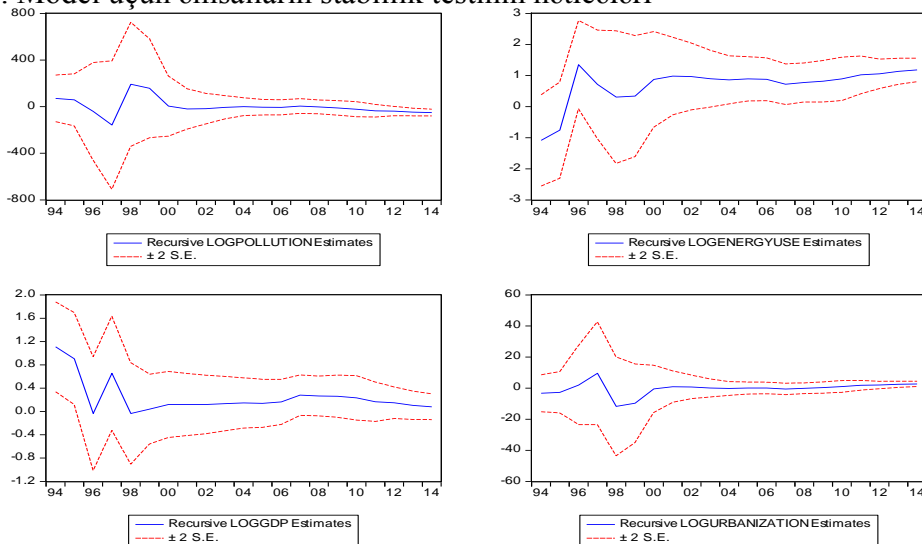 . Model üçün əmsalların stabillik testinin nəticələri
800
400
0
-400
-800
94 96 98 00 02 04 06 08 10 12 14
Recursive LOGPOLLUTION Estimates
± 2 S.E.
3
2
1
0
-1
-2
-3
94 96 98 00 02 04 06 08 10 12 14
Recursive LOGENERGYUSE Estimates
± 2 S.E.
2.0
1.6
1.2
0.8
0.4
0.0
-0.4
-0.8
-1.2
94 96 98 00 02 04 06 08 10 12 14
Recursive LOGGDP Estimates
± 2 S.E.
60
40
20
0
-20
-40
-60
94 96 98 00 02 04 06 08 10 12 14
Recursive LOGURBANIZATION Estimates
± 2 S.E.